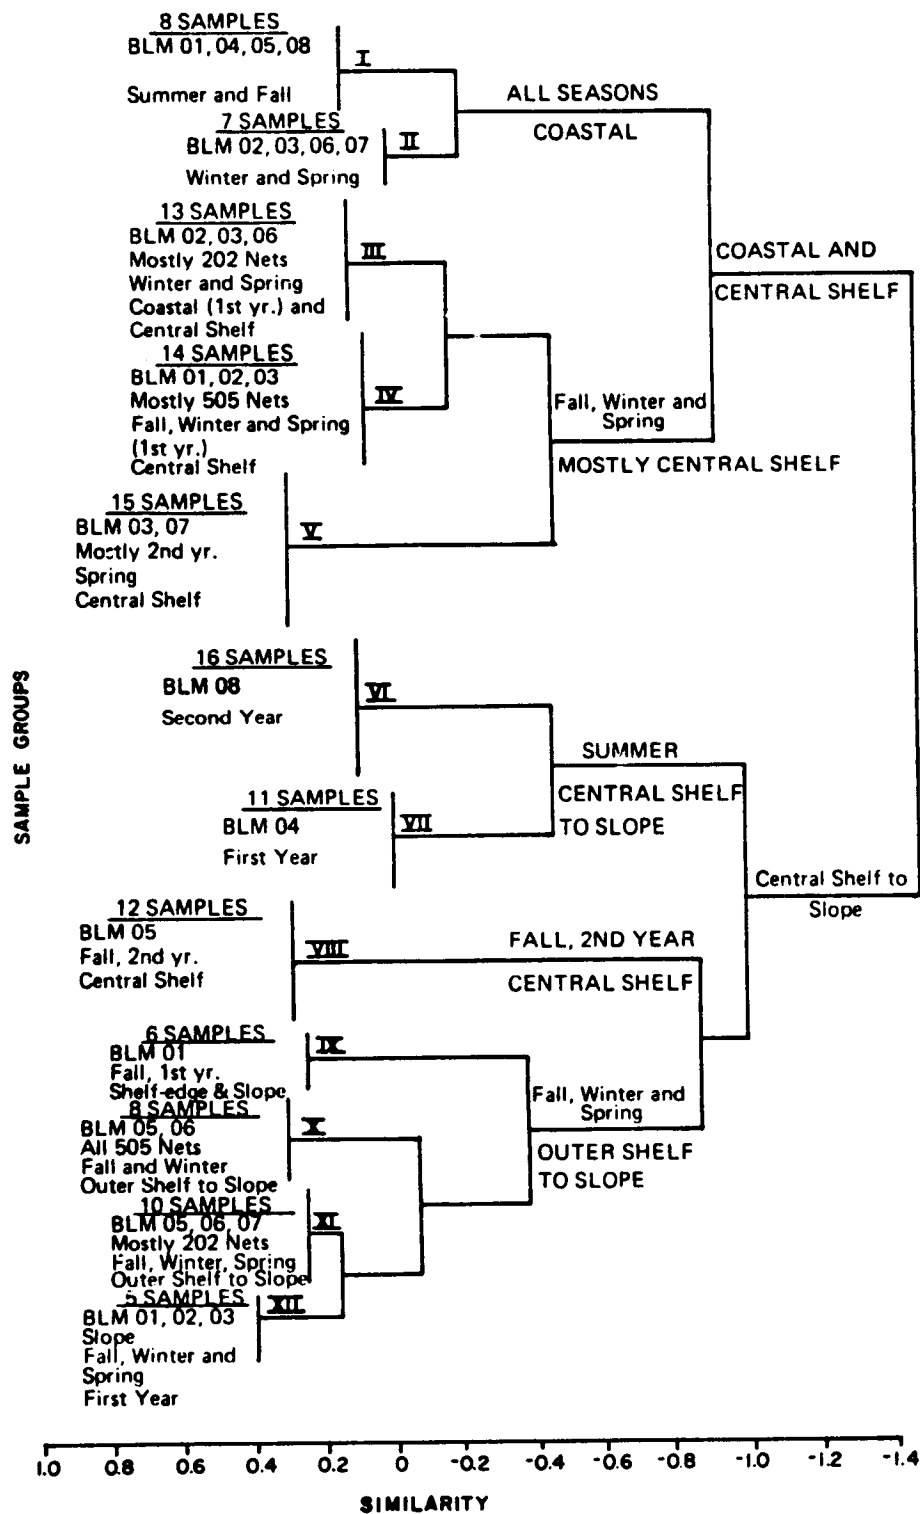 8 SAMPLES
BLM 01, 04, 05, 08
I
Summer and Fall
ALL SEASONS
COASTAL
7 SAMPLES
BLM 02, 03, 06, 07
II
Winter and Spring
13 SAMPLES
BLM 02, 03, 06
III
Mostly 202 Nets
Winter and Spring
Coastal (1st yr.) and
Central Shelf
COASTAL AND
CENTRAL SHELF
14 SAMPLES
BLM 01, 02, 03
IV
Mostly 505 Nets
Fall, Winter and Spring
(1st yr.)
Central Shelf
Fall, Winter and
Spring
MOSTLY CENTRAL SHELF
15 SAMPLES
BLM 03, 07
V
Mostly 2nd yr.
Spring
Central Shelf
SAMPLE GROUPS
16 SAMPLES
BLM 08
VI
Second Year
SUMMER
CENTRAL SHELF
TO SLOPE
11 SAMPLES
BLM 04
VII
First Year
Central Shelf to
Slope
12 SAMPLES
BLM 05
VIII
Fall, 2nd yr.
Central Shelf
FALL, 2ND YEAR
CENTRAL SHELF
6 SAMPLES
BLM 01
IX
Fall, 1st yr.
Shelf-edge & Slope
Fall, Winter and
Spring
OUTER SHELF
TO SLOPE
8 SAMPLES
BLM 05, 06
X
All 505 Nets
Fall and Winter
Outer Shelf to Slope
10 SAMPLES
BLM 05, 06, 07
XI
Mostly 202 Nets
Fall, Winter, Spring
Outer Shelf to Slope
5 SAMPLES
BLM 01, 02, 03
XII
Slope
Fall, Winter and
Spring
First Year
1.0 0.8 0.6 0.4 0.2 0 -0.2 -0.4 -0.6 -0.8 -1.0 -1.2 -1.4
SIMILARITY